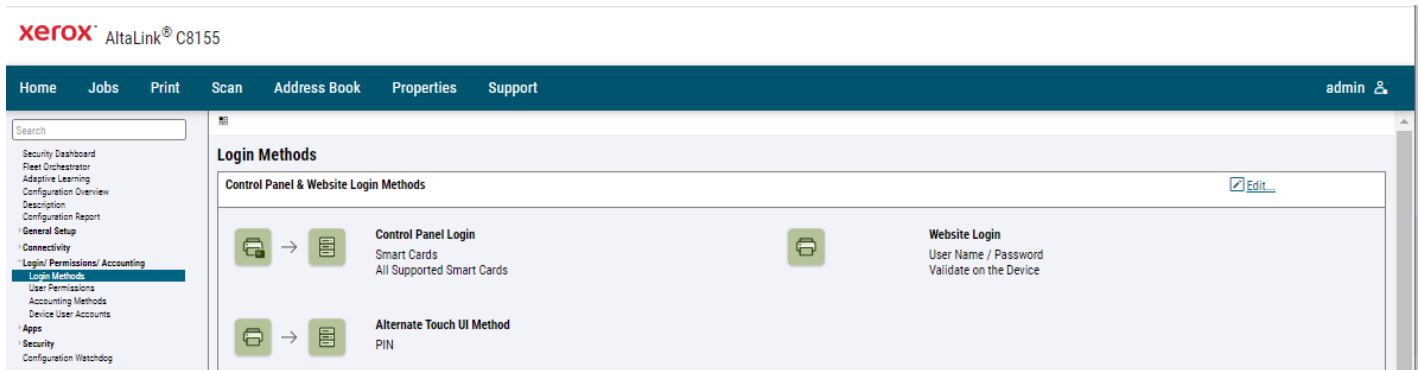 xerox™ AltaLink® C8155
Home Jobs Print Scan Address Book Properties Support admin
Search
Security Dashboard
Fleet Orchestrator
Adaptive Learning
Configuration Overview
Description
Configuration Report
General Setup
Connectivity
Login/ Permissions/ Accounting
Login Methods
User Permissions
Accounting Methods
Device User Accounts
Apps
Security
Configuration Watchdog
Login Methods
Control Panel & Website Login Methods Edit...
Control Panel Login
Smart Cards
All Supported Smart Cards
Website Login
User Name / Password
Validate on the Device
Alternate Touch UI Method
PIN